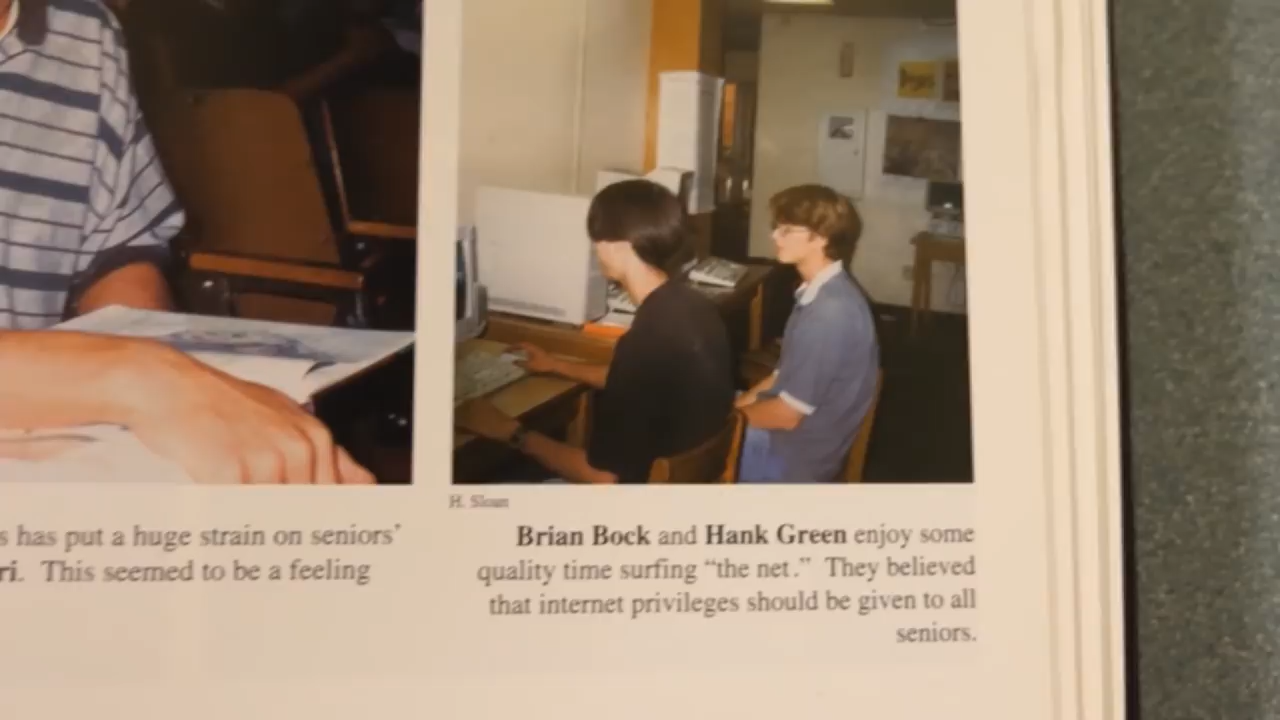 s has put a huge strain on seniors'
ri. This seemed to be a feeling
H. Sloan
Brian Bock and Hank Green enjoy some
quality time surfing “the net.” They believed
that internet privileges should be given to all
seniors.